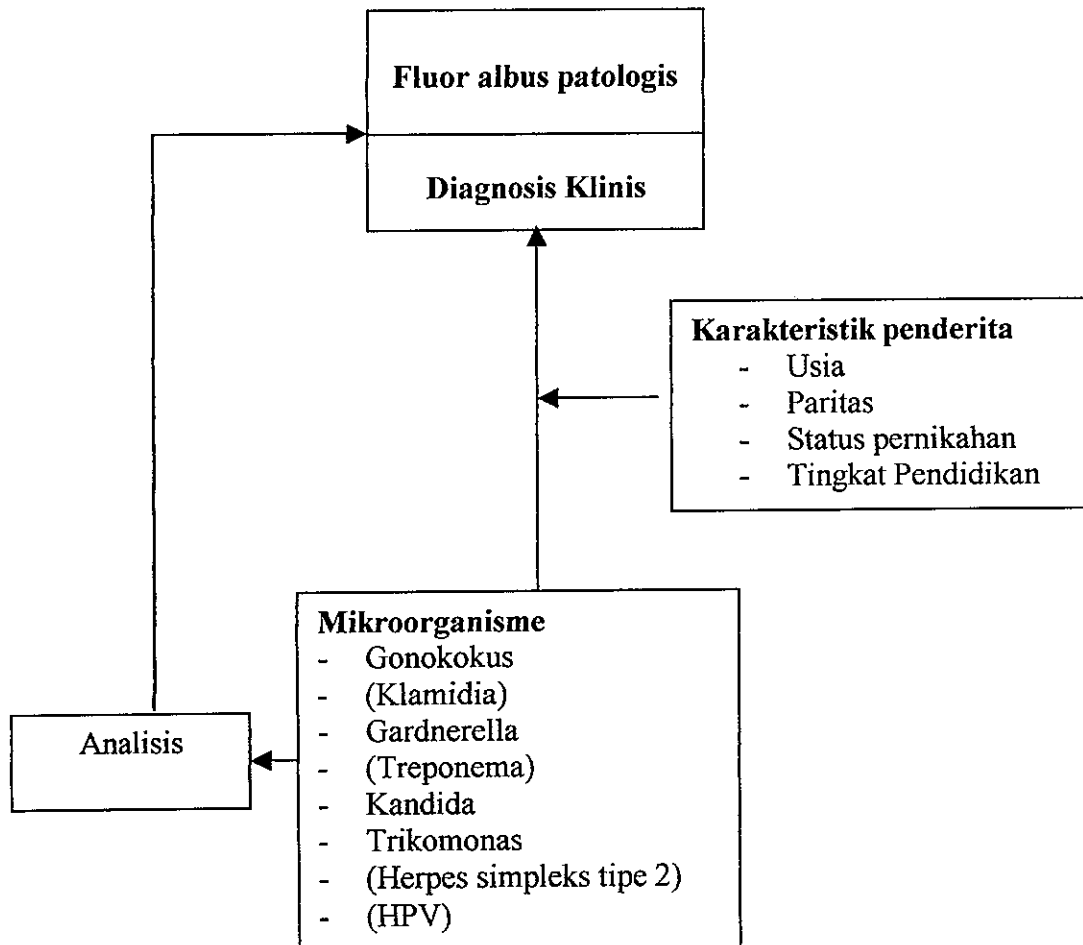 Fluor albus patologis
Diagnosis Klinis
Karakteristik penderita
- Usia
- Paritas
- Status pernikahan
- Tingkat Pendidikan
Mikroorganisme
- Gonokokus
- (Klamidia)
- Gardnerella
- (Treponema)
- Kandida
- Trikomonas
- (Herpes simpleks tipe 2)
- (HPV)
Analisis